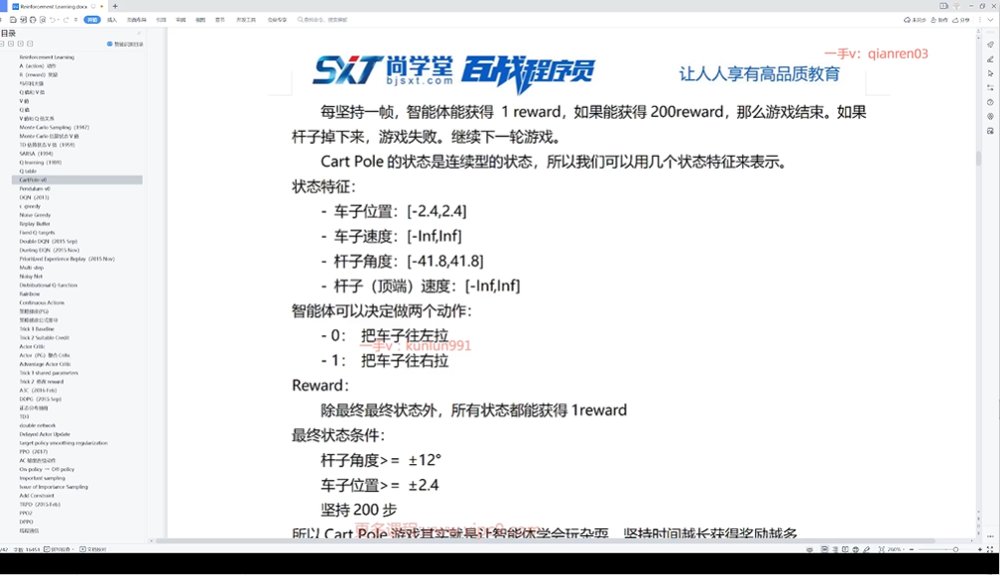 Reinforcement Learning.docx
目录
Reinforcement Learning
A（action）动作
R（reward）奖励
Q 值和 V 值
V 值
Q 值
V 值和 Q 值关系
Monte Carlo Sampling（1947）
Monte Carlo 估算状态 V 值
TD 估算状态 V 值（1959）
SARSA（1994）
Q learning（1989）
Q table
CartPole v0
Pendulum v0
DQN（2013）
ε greedy
Noise Greedy
Replay Buffer
Fixed Q targets
Double DQN（2015 Sep）
Dueling DQN（2015 Nov）
Prioritized Experience Replay（2015 Nov）
Multi-step
Noisy Net
Distributional Q-function
Rainbow
Continuous Actions
Trick 1 Baseline
Trick 2 Suitable Credit
Actor Critic
Actor（PG）整合 Critic
Advantage Actor Critic
Trick 1 shared parameters
Trick 2 修改 reward
A3C（2016 Feb）
DDPG（2015 Sep）
TD3
double network
Delayed Actor Update
target policy smoothing regularization
PPO（2017）
On-policy → Off-policy
Important sampling
Issue of Importance Sampling
Add Constraint
TRPO（2015 Feb）
PPO2
DPPO
一手v：qianren03
SXT 尚学堂 百战程序员
bjsxt.com
让人人享有高品质教育
每坚持一帧，智能体能获得 1 reward，如果能获得 200reward，那么游戏结束。如果
杆子掉下来，游戏失败。继续下一轮游戏。
Cart Pole 的状态是连续型的状态，所以我们可以用几个状态特征来表示。
状态特征：
- 车子位置：[-2.4,2.4]
- 车子速度：[-Inf,Inf]
- 杆子角度：[-41.8,41.8]
- 杆子（顶端）速度：[-Inf,Inf]
智能体可以决定做两个动作：
- 0： 把车子往左拉
一手v：kunlun991
- 1： 把车子往右拉
Reward：
除最终最终状态外，所有状态都能获得 1reward
最终状态条件：
杆子角度>= ±12°
车子位置>= ±2.4
坚持 200 步
所以 Cart Pole 游戏其实就是让智能体学会玩杂耍，坚持时间越长获得奖励越多